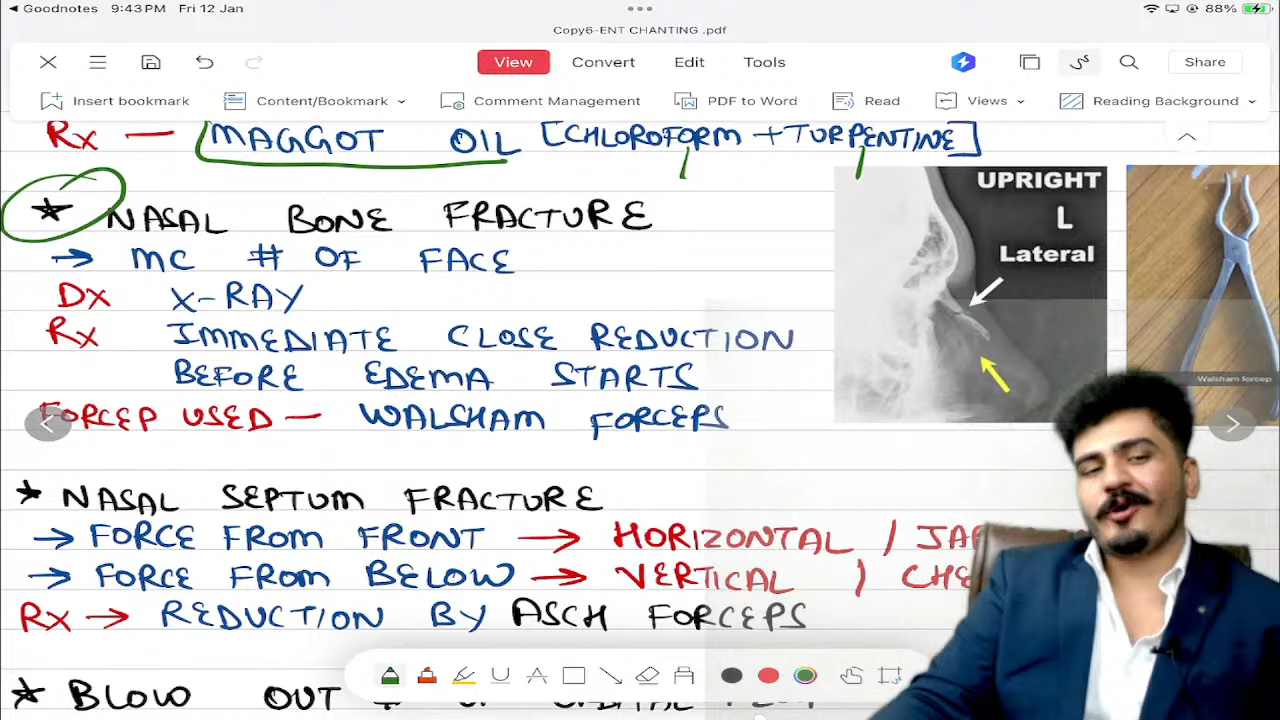 Goodnotes 9:43 PM Fri 12 Jan 88%
Copy6-ENT CHANTING .pdf
View Convert Edit Tools Share
Insert bookmark Content/Bookmark Comment Management PDF to Word Read Views Reading Background
Rx — MAGGOT OIL [CHLOROFORM + TURPENTINE]
★ NASAL BONE FRACTURE
→ MC # OF FACE
Dx X-RAY
Rx IMMEDIATE CLOSE REDUCTION
BEFORE EDEMA STARTS
FORCEP USED — WALSHAM FORCEPS
UPRIGHT
L
Lateral
Walsham forcep
★ NASAL SEPTUM FRACTURE
→ FORCE FROM FRONT → HORIZONTAL / JAR
→ FORCE FROM BELOW → VERTICAL / CHE
Rx → REDUCTION BY ASCH FORCEPS
★ BLOW OUT #